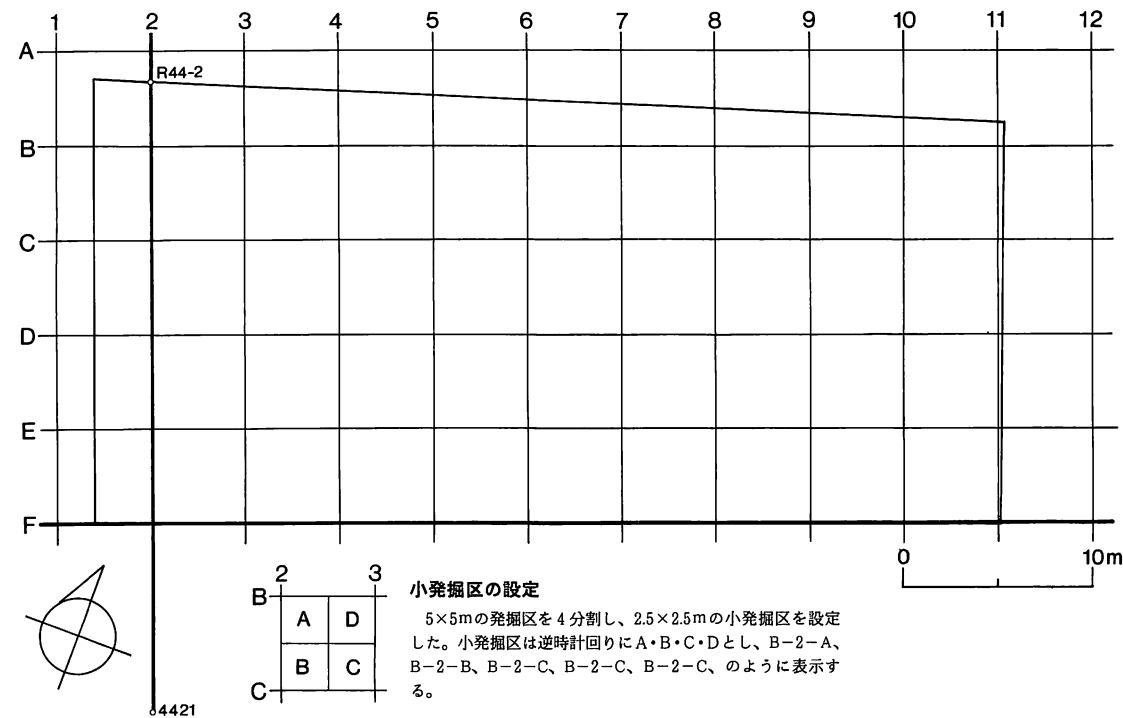 1 2 3 4 5 6 7 8 9 10 11 12
A
R44-2
B
C
D
E
F
0 10m
2 3
B
A D
B C
C
小発掘区の設定
5×5mの発掘区を4分割し、2.5×2.5mの小発掘区を設定
した。小発掘区は逆時計回りにA・B・C・Dとし、B−2−A、
B−2−B、B−2−C、B−2−C、B−2−C、のように表示す
る。
4421